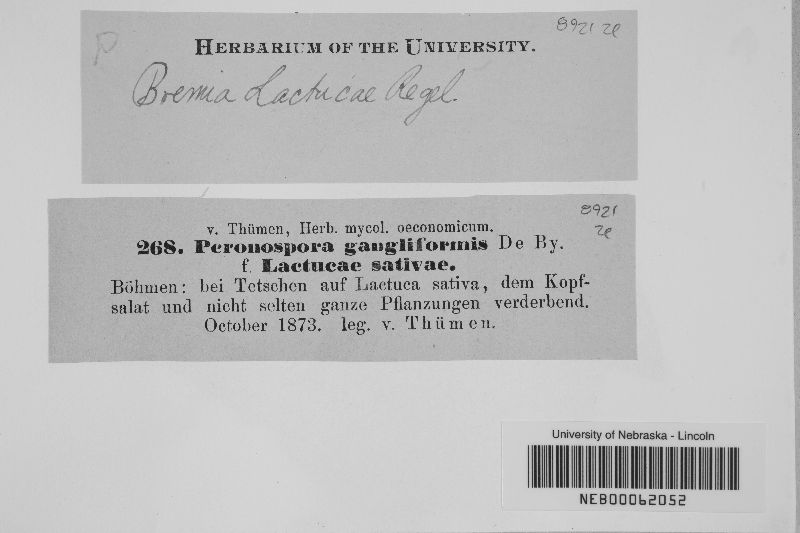 P
8921 Ze
HERBARIUM OF THE UNIVERSITY.
Bremia Lactucae Regel.
8921
Ze
v. Thümen, Herb. mycol. oeconomicum.
268. Peronospora gangliformis De By.
f. Lactucae sativae.
Böhmen: bei Tetschen auf Lactuca sativa, dem Kopf-
salat und nicht selten ganze Pflanzungen verderbend.
October 1873. leg. v. Thümen.
University of Nebraska - Lincoln
NEB00062052